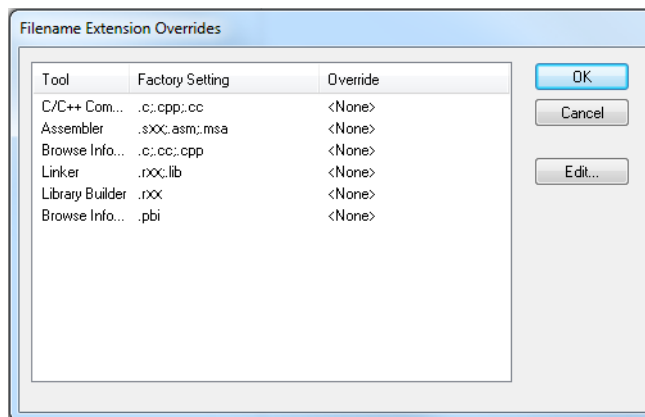 Filename Extension Overrides
Tool Factory Setting Override
C/C++ Com... .c;.cpp;.cc <None>
Assembler .sxx;.asm;.msa <None>
Browse Info... .c;.cc;.cpp <None>
Linker .rxx;.lib <None>
Library Builder .rxx <None>
Browse Info... .pbi <None>
OK
Cancel
Edit...